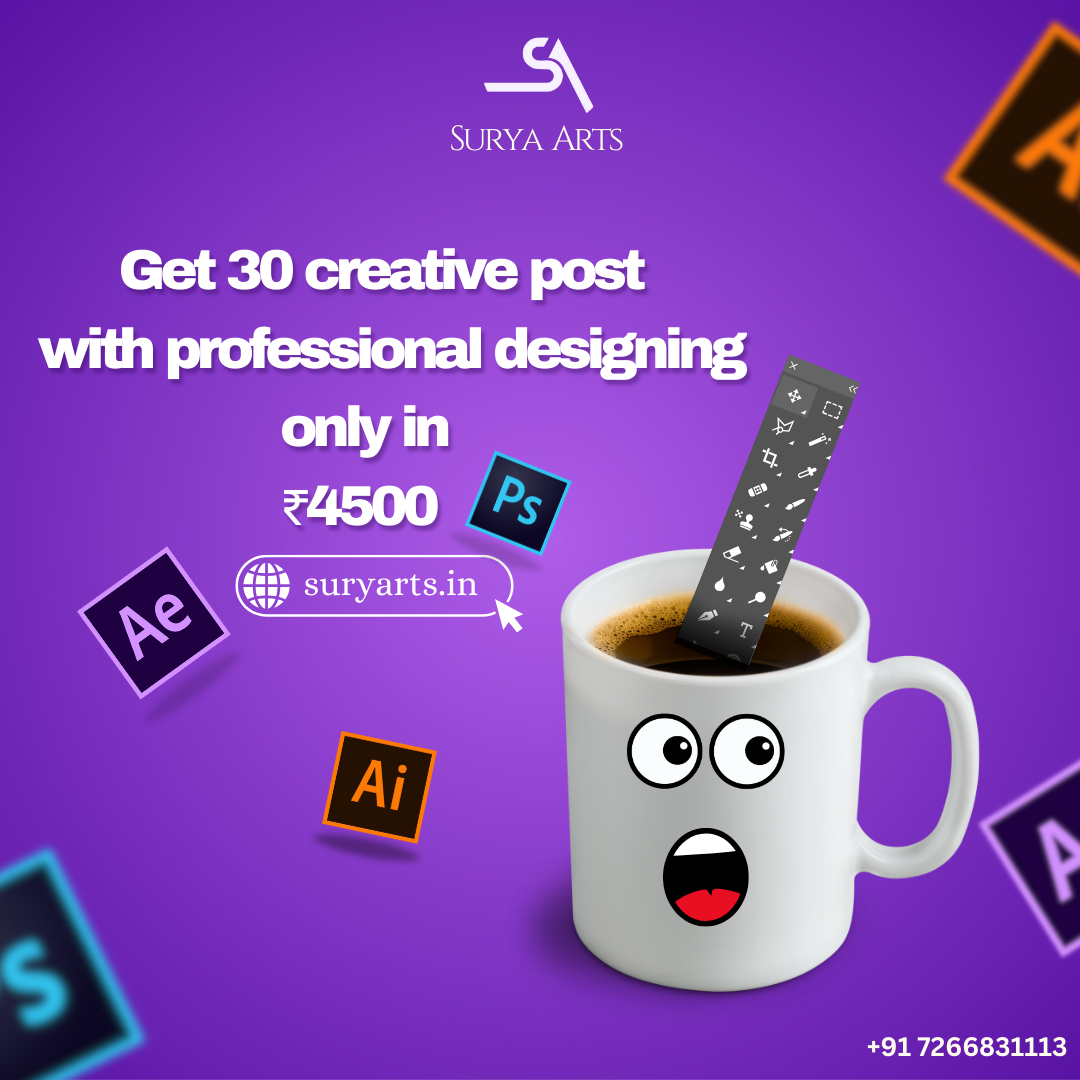 SURYA ARTS
Get 30 creative post
with professional designing
only in
₹4500
Ps
suryarts.in
Ae
Ai
T
+91 7266831113